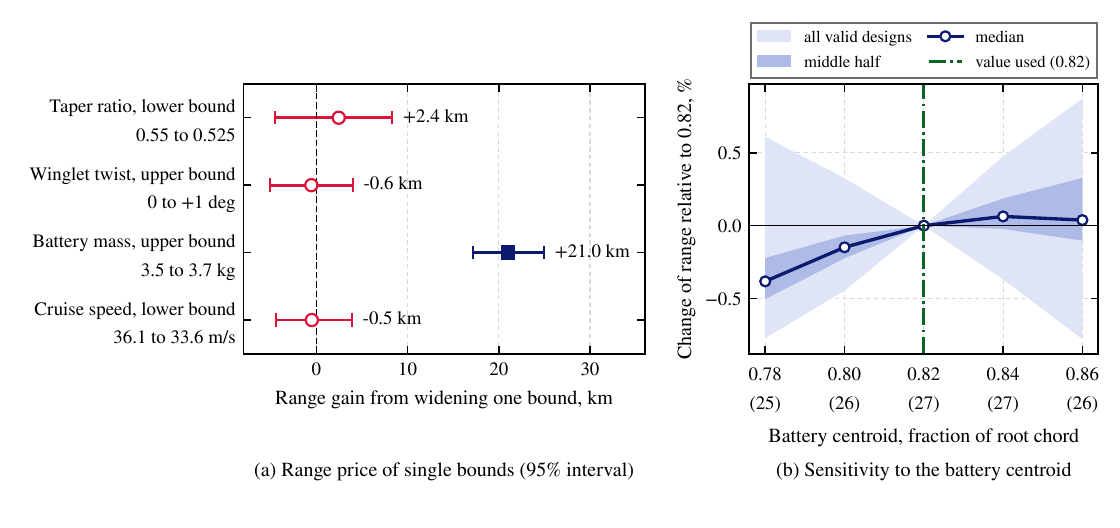 Taper ratio, lower bound
0.55 to 0.525
Winglet twist, upper bound
0 to +1 deg
Battery mass, upper bound
3.5 to 3.7 kg
Cruise speed, lower bound
36.1 to 33.6 m/s
+2.4 km
-0.6 km
+21.0 km
-0.5 km
0 10 20 30
Range gain from widening one bound, km
(a) Range price of single bounds (95% interval)
all valid designs median
middle half value used (0.82)
Change of range relative to 0.82, %
0.5
0.0
−0.5
0.78 0.80 0.82 0.84 0.86
(25) (26) (27) (27) (26)
Battery centroid, fraction of root chord
(b) Sensitivity to the battery centroid